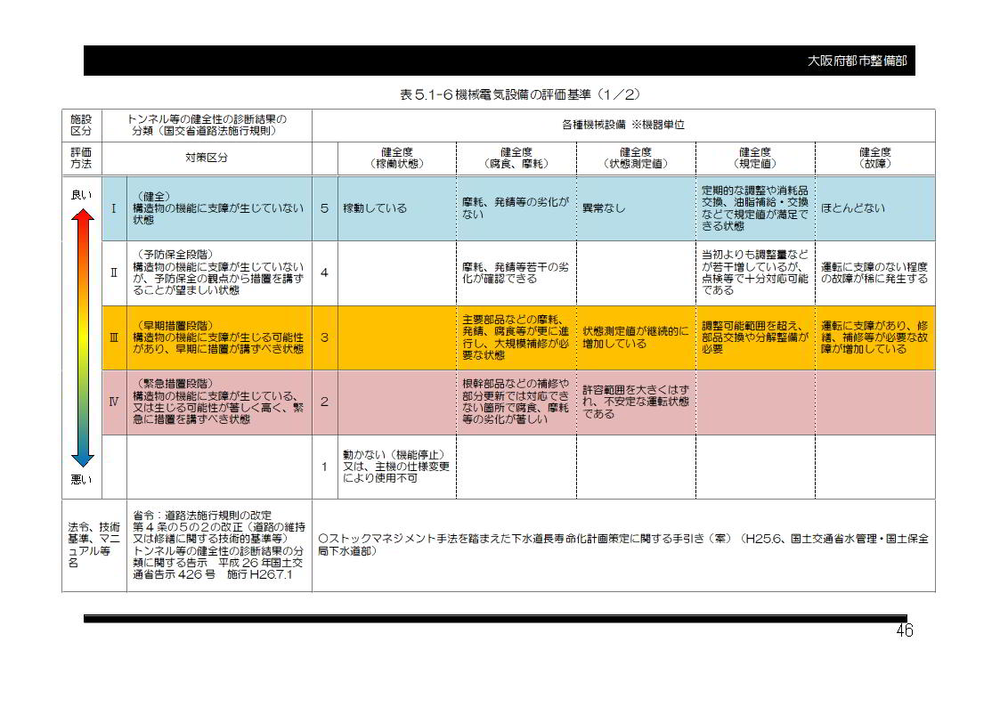 大阪府都市整備部
表 5.1-6 機械電気設備の評価基準（1／2）
施設
区分
トンネル等の健全性の診断結果の
分類（国交省道路法施行規則）
各種機械設備 ※機器単位
評価
方法
対策区分
健全度
（稼働状態）
健全度
（腐食、摩耗）
健全度
（状態測定値）
健全度
（規定値）
健全度
（故障）
良い
Ⅰ
（健全）
構造物の機能に支障が生じていない
状態
5
稼動している
摩耗、発錆等の劣化が
ない
異常なし
定期的な調整や消耗品
交換、油脂補給・交換
などで規定値が満足で
きる状態
ほとんどない
Ⅱ
（予防保全段階）
構造物の機能に支障が生じていない
が、予防保全の観点から措置を講ず
ることが望ましい状態
4
摩耗、発錆等若干の劣
化が確認できる
当初よりも調整量など
が若干増しているが、
点検等で十分対応可能
である
運転に支障のない程度
の故障が稀に発生する
Ⅲ
（早期措置段階）
構造物の機能に支障が生じる可能性
があり、早期に措置が講ずべき状態
3
主要部品などの摩耗、
発錆、腐食等が更に進
行し、大規模補修が必
要な状態
状態測定値が継続的に
増加している
調整可能範囲を超え、
部品交換や分解整備が
必要
運転に支障があり、修
繕、補修等が必要な故
障が増加している
Ⅳ
（緊急措置段階）
構造物の機能に支障が生じている、
又は生じる可能性が著しく高く、緊
急に措置を講ずべき状態
2
根幹部品などの補修や
部分更新では対応でき
ない箇所で腐食、摩耗
等の劣化が著しい
許容範囲を大きくはず
れ、不安定な運転状態
である
悪い
1
動かない（機能停止）
又は、主機の仕様変更
により使用不可
法令、技術
基準、マニ
ュアル等
名
省令：道路法施行規則の改定
第４条の５の２の改正（道路の維持
又は修繕に関する技術的基準等）
トンネル等の健全性の診断結果の分
類に関する告示　平成 26 年国土交
通省告示 426 号　施行 H26.7.1
○ストックマネジメント手法を踏まえた下水道長寿命化計画策定に関する手引き（案）（H25.6、国土交通省水管理・国土保全
局下水道部）
46